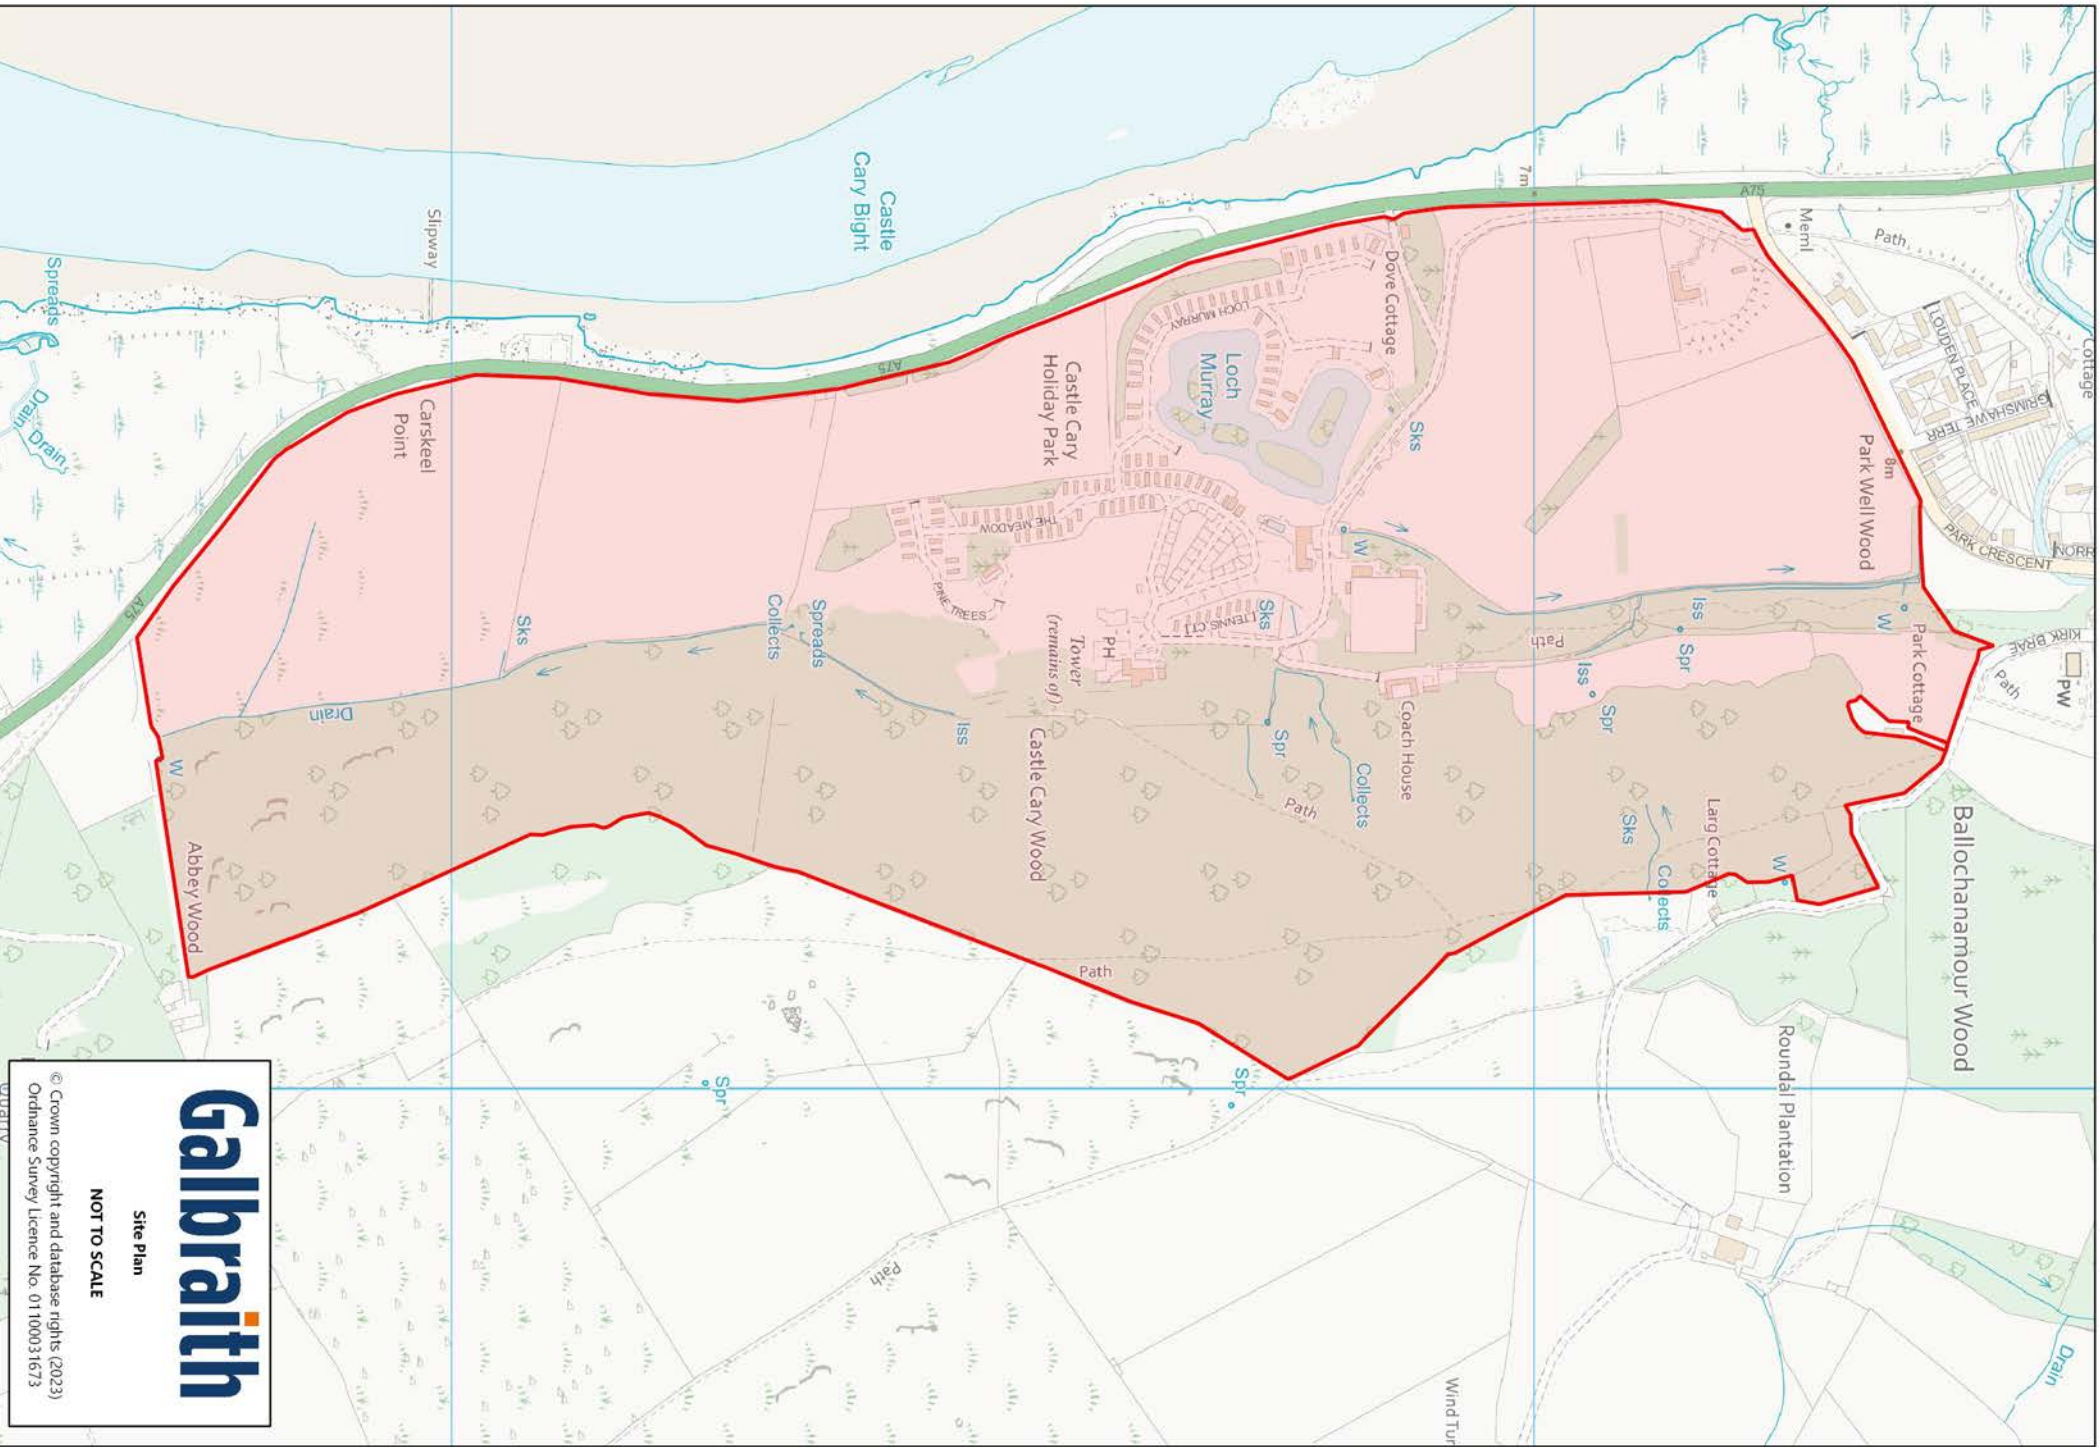 Cottage
PW
KIRK BRAE
NORR
Drain
Path
PARK CRESCENT
GRIMSHAWE TERR
Ballochanamour Wood
LOUDEN PLACE
Park Cottage
Path
8m
W
Park Well Wood
Meml
Roundal Plantation
W
A75
Larg Cottage
Iss
Spr
Collects
Sks
Spr
Iss
Path
7m
Wind Tur
Sks
Coach House
Dove Cottage
W
Collects
Path
Spr
Sks
[TENNIS CT]
Spr
Loch
Murray
LOCH MURRAY
PH
Path
Tower
(remains of)
Castle Cary
Holiday Park
Castle Cary Wood
THE MEADOW
PINE TREES
Iss
Castle
Cary Bight
A75
Path
Spreads
Collects
Spr
Sks
Slipway
Carskeel
Point
Drain
Abbey Wood
W
A75
Spreads
Drain
Drain
Galbraith
Site Plan
NOT TO SCALE
© Crown copyright and database rights (2023)
Ordnance Survey Licence No. 0110031673